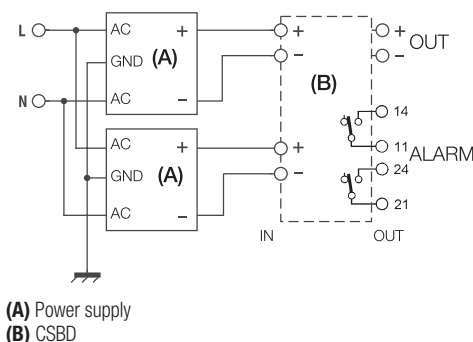 L AC + + + OUT
GND (A) - -
N AC - (B) 14
AC + + 11 ALARM
GND (A) 24
AC - - 21
IN OUT
(A) Power supply
(B) CSBD